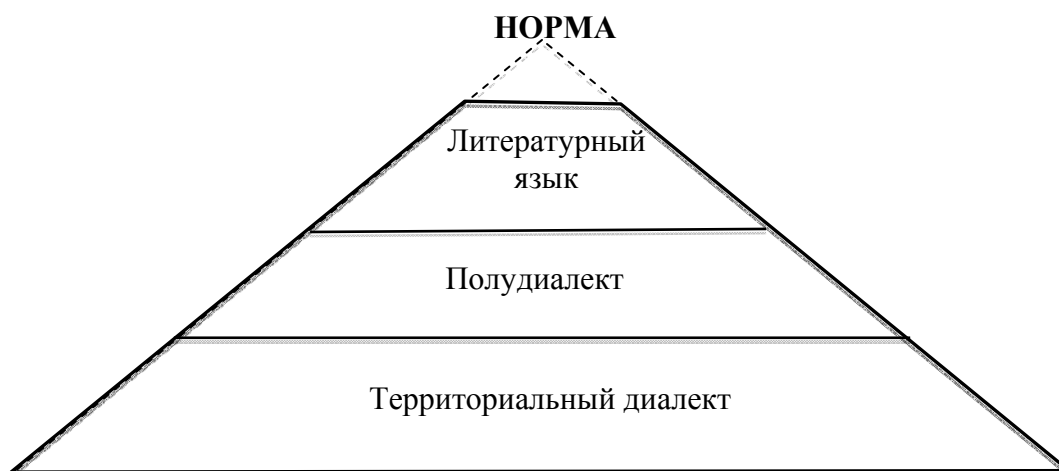 НОРМА
Литературный
язык
Полудиалект
Территориальный диалект